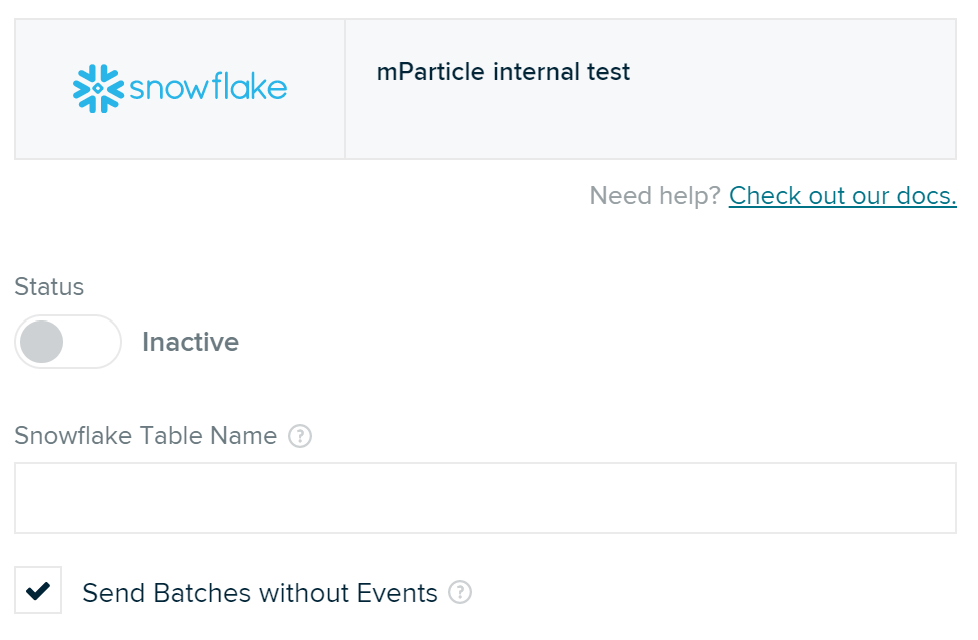 snowflake
mParticle internal test
Need help? Check out our docs.
Status
Inactive
Snowflake Table Name ?
Send Batches without Events ?